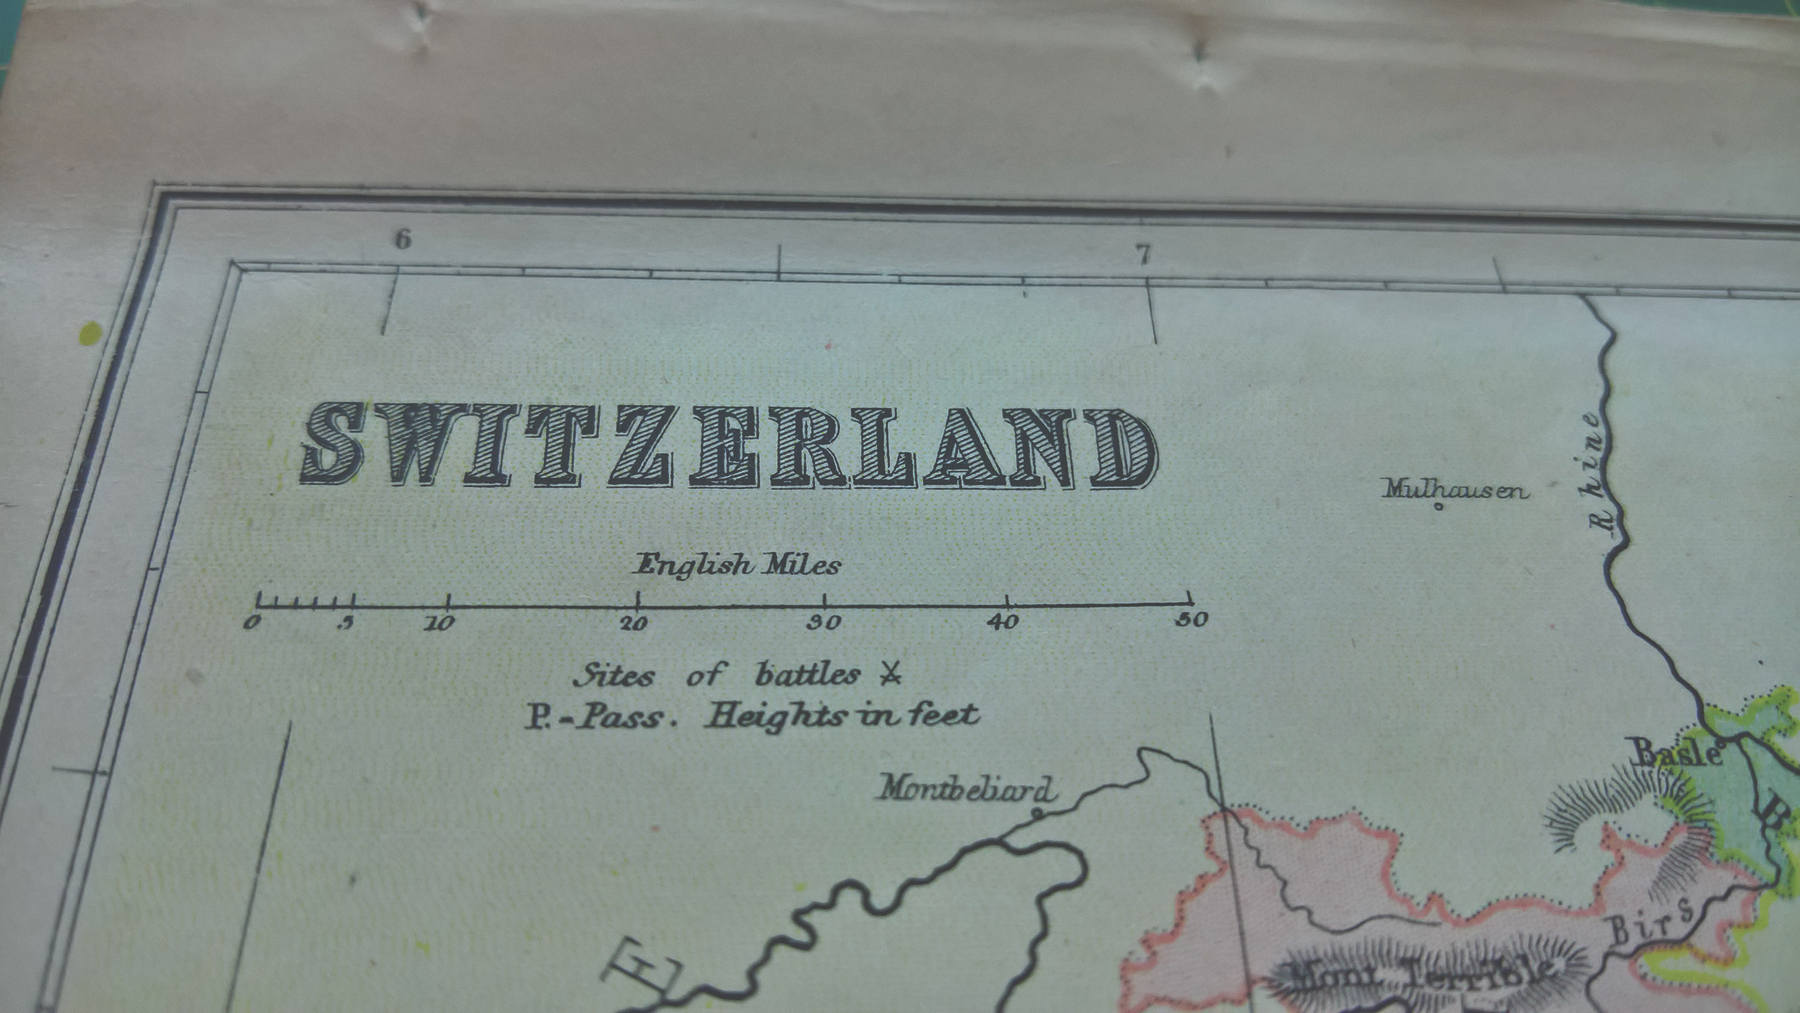 6 7
SWITZERLAND
Mulhausen
Rhine
English Miles
0 5 10 20 30 40 50
Sites of battles
P.-Pass. Heights in feet
Basle
Montbeliard
B
Birs
F
Mont Terrible